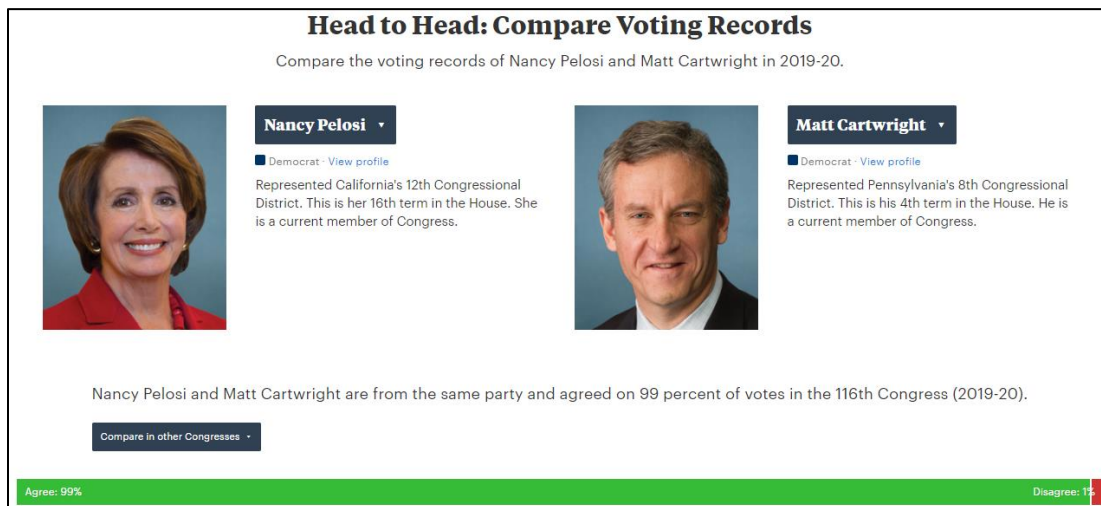 Head to Head: Compare Voting Records
Compare the voting records of Nancy Pelosi and Matt Cartwright in 2019-20.
Nancy Pelosi
Democrat · View profile
Represented California's 12th Congressional
District. This is her 16th term in the House. She
is a current member of Congress.
Matt Cartwright
Democrat · View profile
Represented Pennsylvania's 8th Congressional
District. This is his 4th term in the House. He is
a current member of Congress.
Nancy Pelosi and Matt Cartwright are from the same party and agreed on 99 percent of votes in the 116th Congress (2019-20).
Compare in other Congresses
Agree: 99%
Disagree: 1%